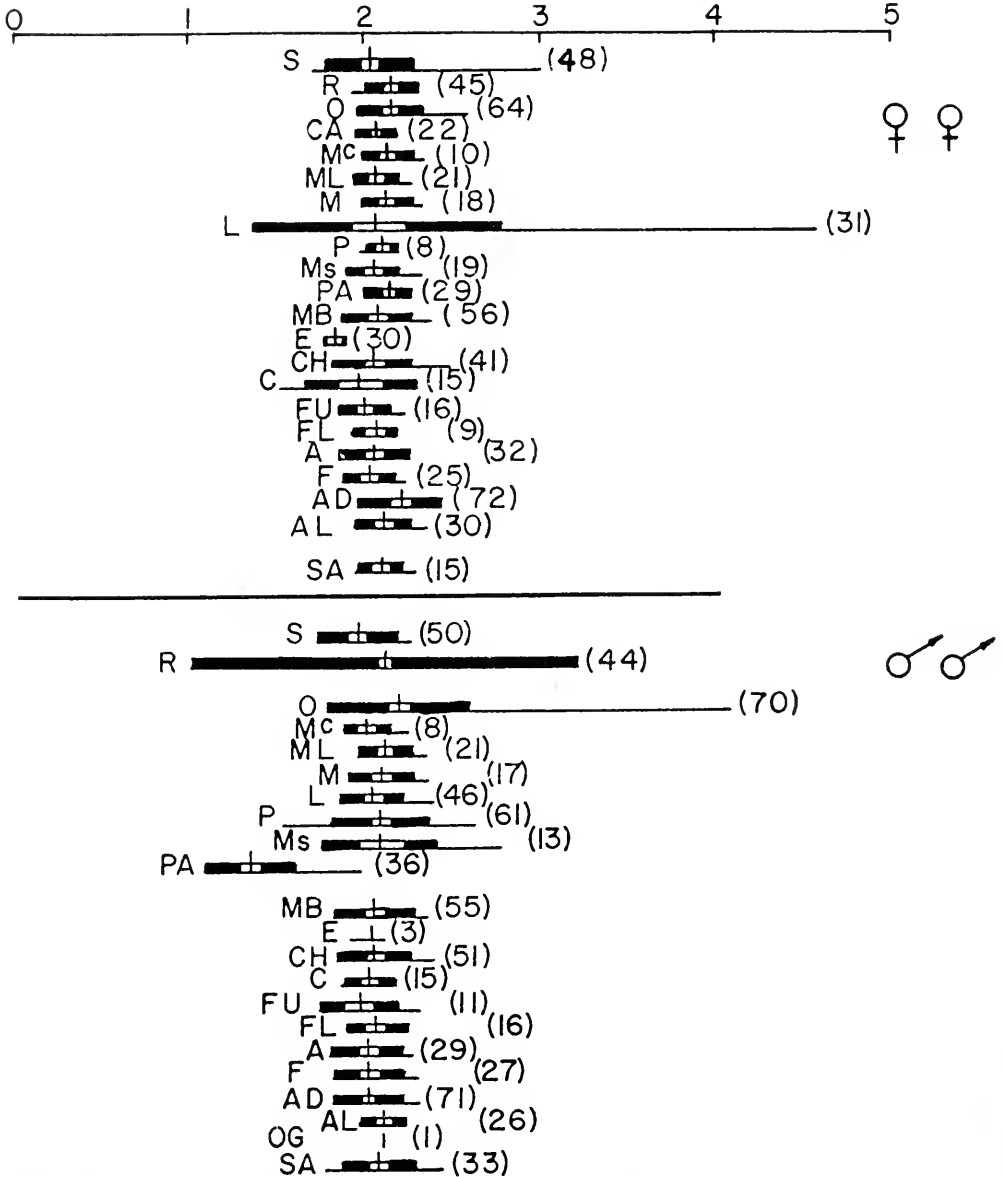 0 1 2 3 4 5
S (48)
R (45)
O (64)
CA (22)
Mc (10)
ML (21)
M (18)
L (31)
P (8)
Ms (19)
PA (29)
MB (56)
E (30)
CH (41)
C (15)
FU (16)
FL (9)
A (32)
F (25)
AD (72)
AL (30)
SA (15)
♀ ♀
S (50)
R (44)
♂ ♂
O (70)
Mc (8)
ML (21)
M (17)
L (46)
P (61)
Ms (13)
PA (36)
MB (55)
E (3)
CH (51)
C (15)
FU (11)
FL (16)
A (29)
F (27)
AD (71)
AL (26)
OG (1)
SA (33)